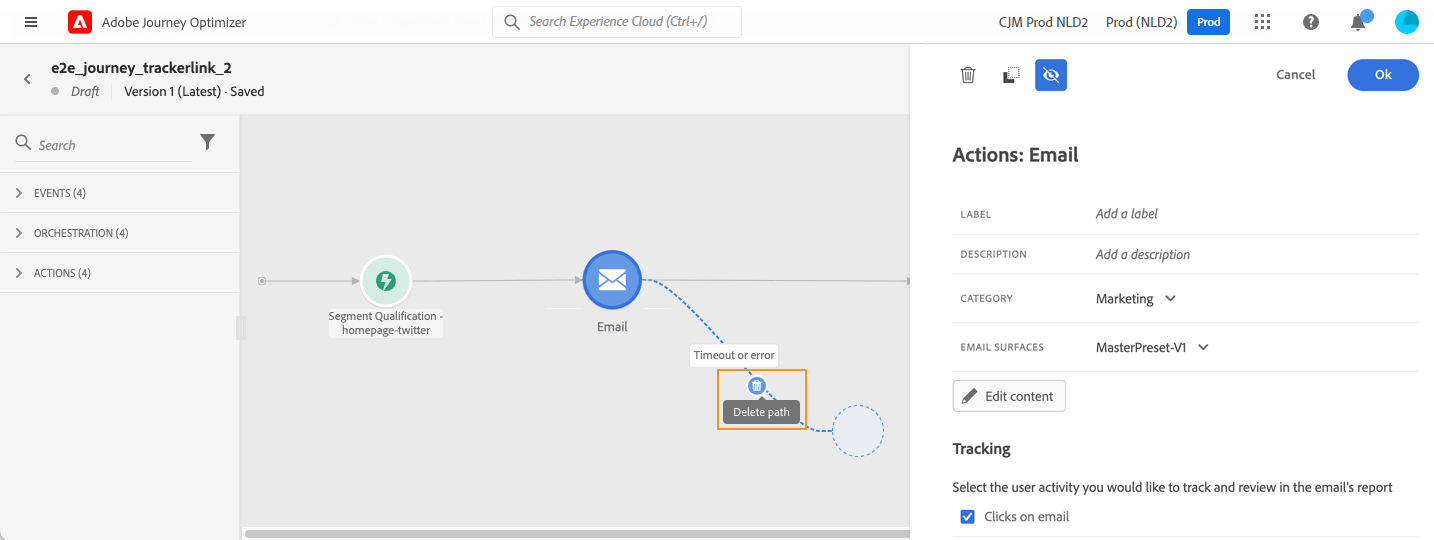 Adobe Journey Optimizer
Search Experience Cloud (Ctrl+/)
CJM Prod NLD2
Prod (NLD2)
Prod
e2e_journey_trackerlink_2
Draft
Version 1 (Latest) · Saved
Cancel
Ok
Search
EVENTS (4)
ORCHESTRATION (4)
ACTIONS (4)
Segment Qualification -
homepage-twitter
Email
Timeout or error
Delete path
Actions: Email
LABEL
Add a label
DESCRIPTION
Add a description
CATEGORY
Marketing
EMAIL SURFACES
MasterPreset-V1
Edit content
Tracking
Select the user activity you would like to track and review in the email's report
Clicks on email